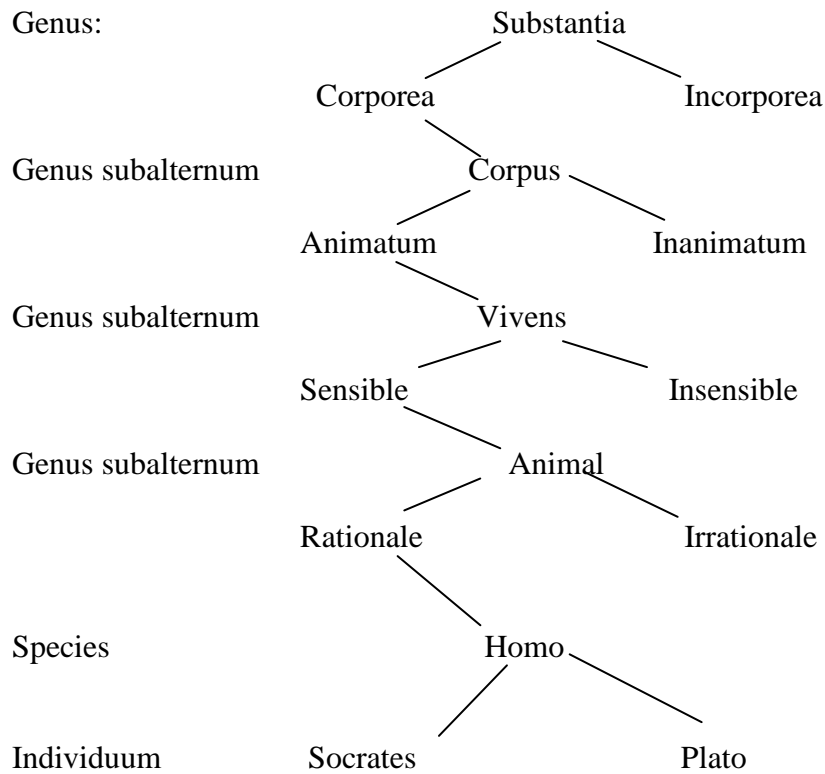 Genus: Substantia
Corporea Incorporea
Genus subalternum Corpus
Animatum Inanimatum
Genus subalternum Vivens
Sensible Insensible
Genus subalternum Animal
Rationale Irrationale
Species Homo
Individuum Socrates Plato